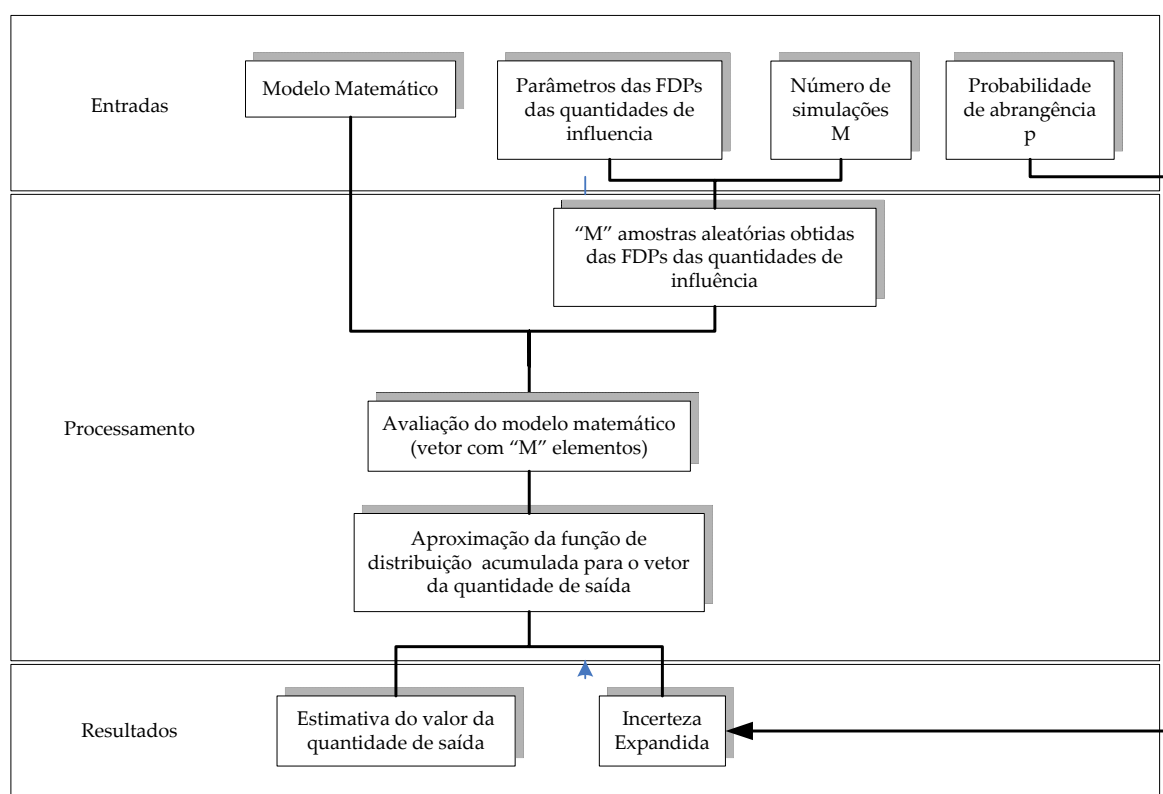 Entradas
Modelo Matemático
Parâmetros das FDPs
das quantidades de
influencia
Número de
simulações
M
Probabilidade
de abrangência
p
"M" amostras aleatórias obtidas
das FDPs das quantidades de
influência
Processamento
Avaliação do modelo matemático
(vetor com "M" elementos)
Aproximação da função de
distribuição acumulada para o vetor
da quantidade de saída
Resultados
Estimativa do valor da
quantidade de saída
Incerteza
Expandida